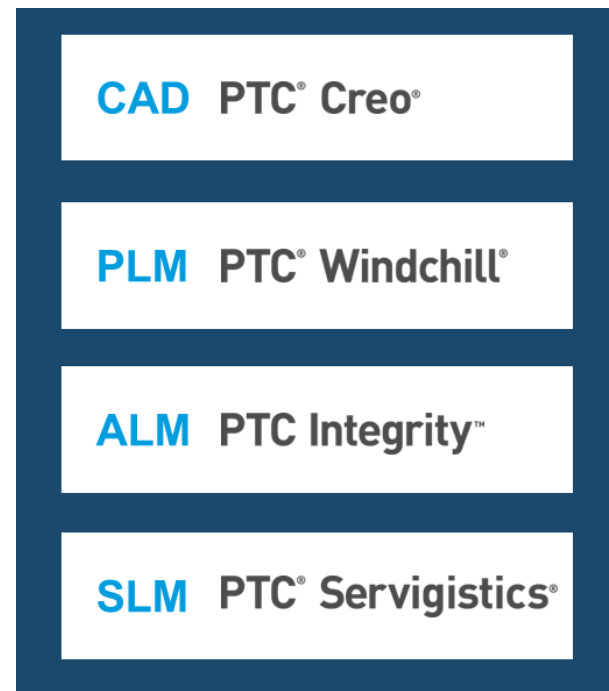 CAD PTC® Creo®
PLM PTC® Windchill®
ALM PTC Integrity™
SLM PTC® Servigistics®